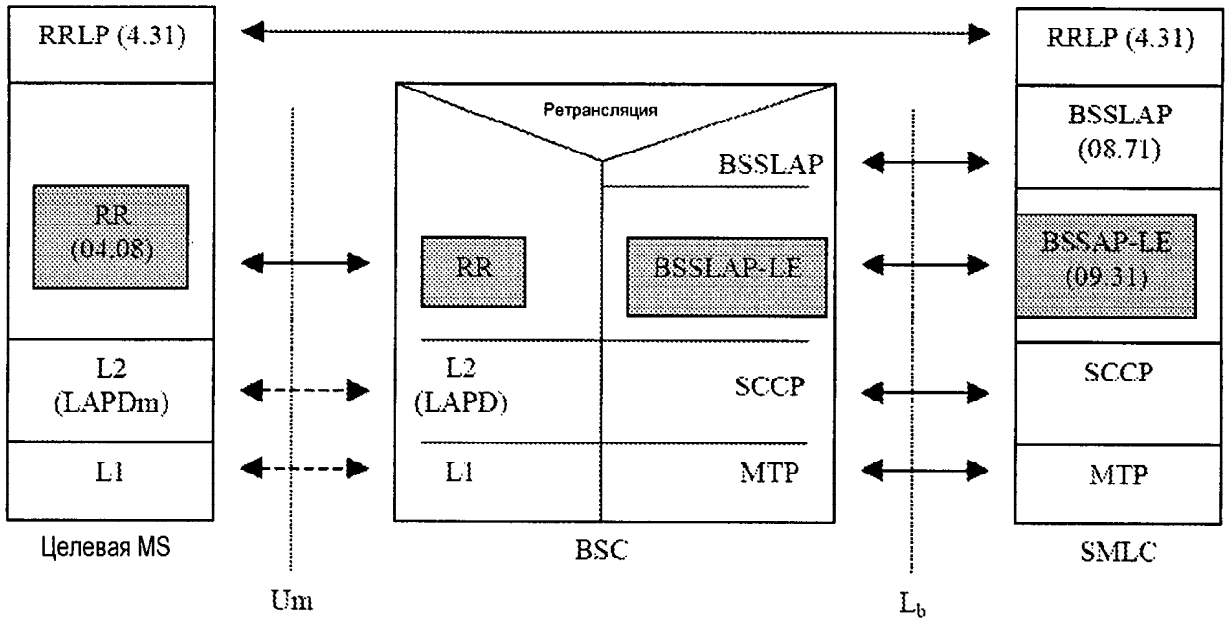 RRLP (4.31)
RR
(04.08)
L2
(LAPDm)
L1
Целевая MS
Um
Ретрансляция
BSSLAP
RR
BSSLAP-LE
L2
(LAPD)
SCCP
L1
MTP
BSC
Lb
RRLP (4.31)
BSSLAP
(08.71)
BSSAP-LE
(09.31)
SCCP
MTP
SMLC